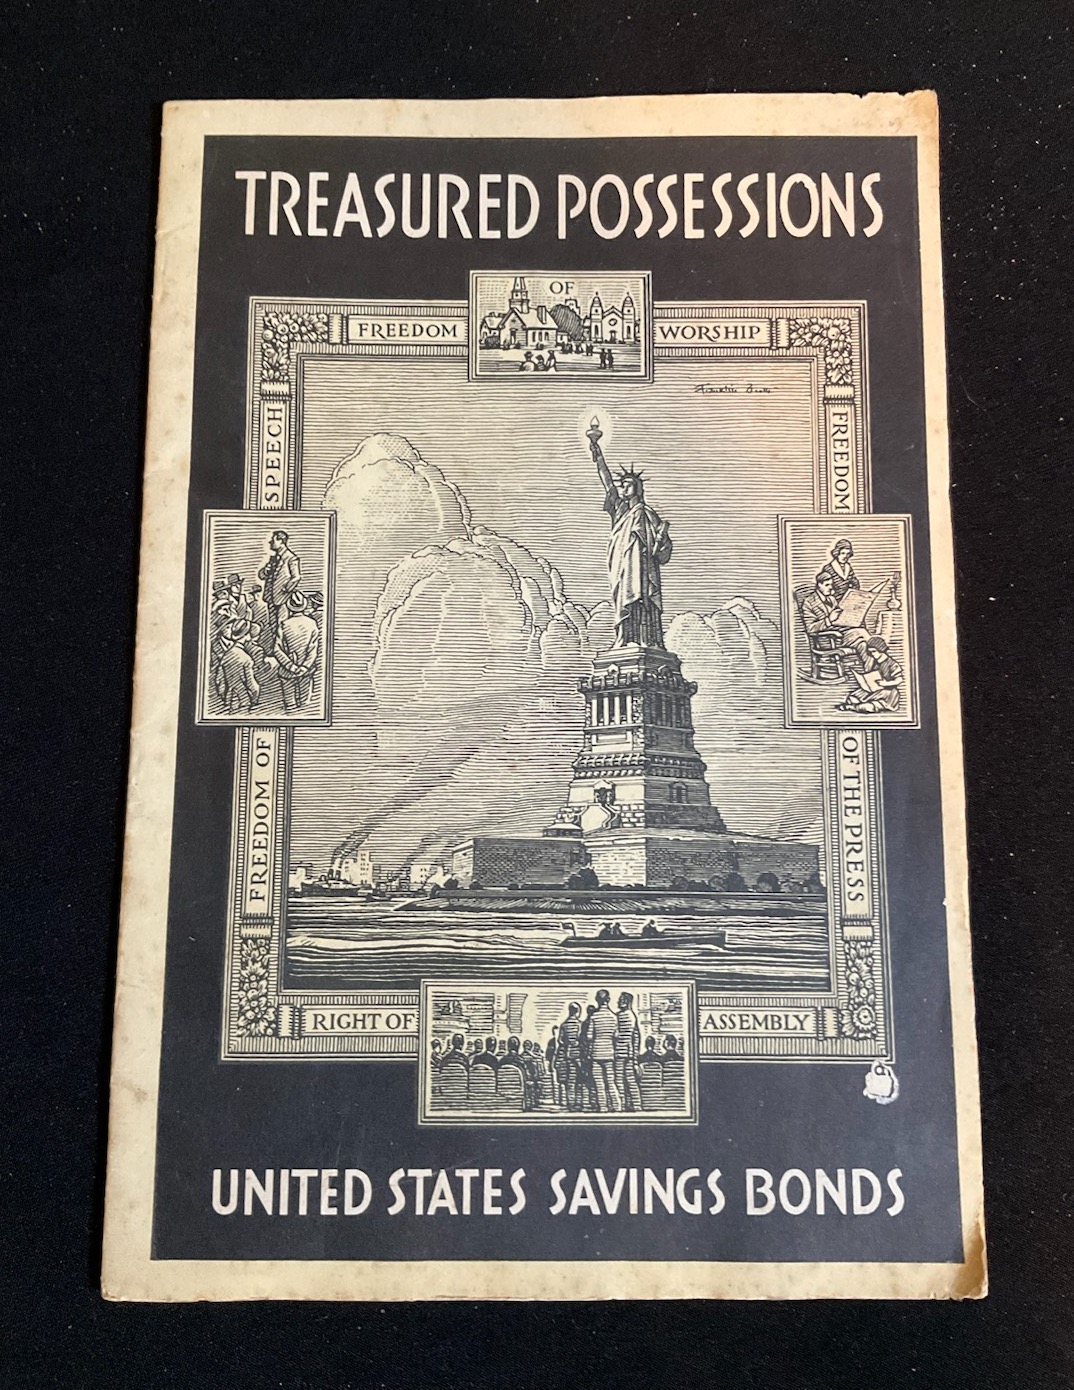 TREASURED POSSESSIONS
FREEDOM OF WORSHIP
FREEDOM OF SPEECH
FREEDOM OF THE PRESS
RIGHT OF ASSEMBLY
UNITED STATES SAVINGS BONDS